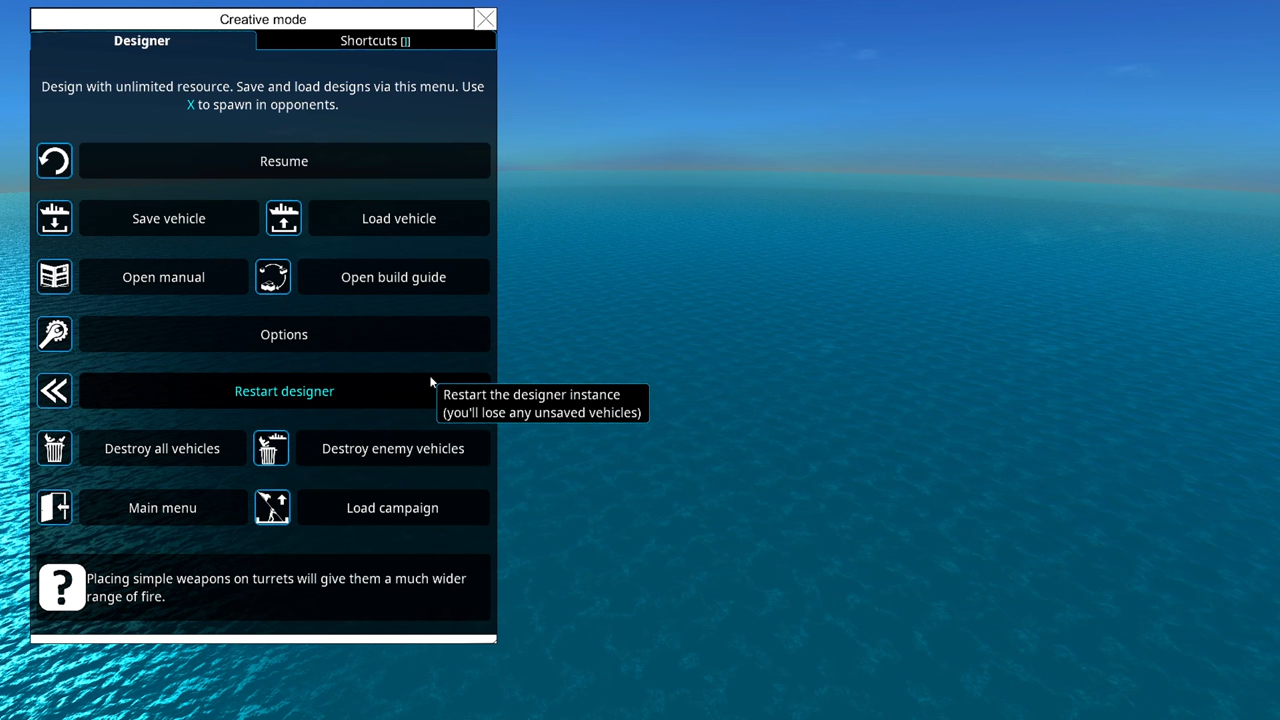 Creative mode
Designer
Shortcuts []
Design with unlimited resource. Save and load designs via this menu. Use
X to spawn in opponents.
Resume
Save vehicle
Load vehicle
Open manual
Open build guide
Options
Restart designer
Restart the designer instance
(you'll lose any unsaved vehicles)
Destroy all vehicles
Destroy enemy vehicles
Main menu
Load campaign
?
Placing simple weapons on turrets will give them a much wider
range of fire.